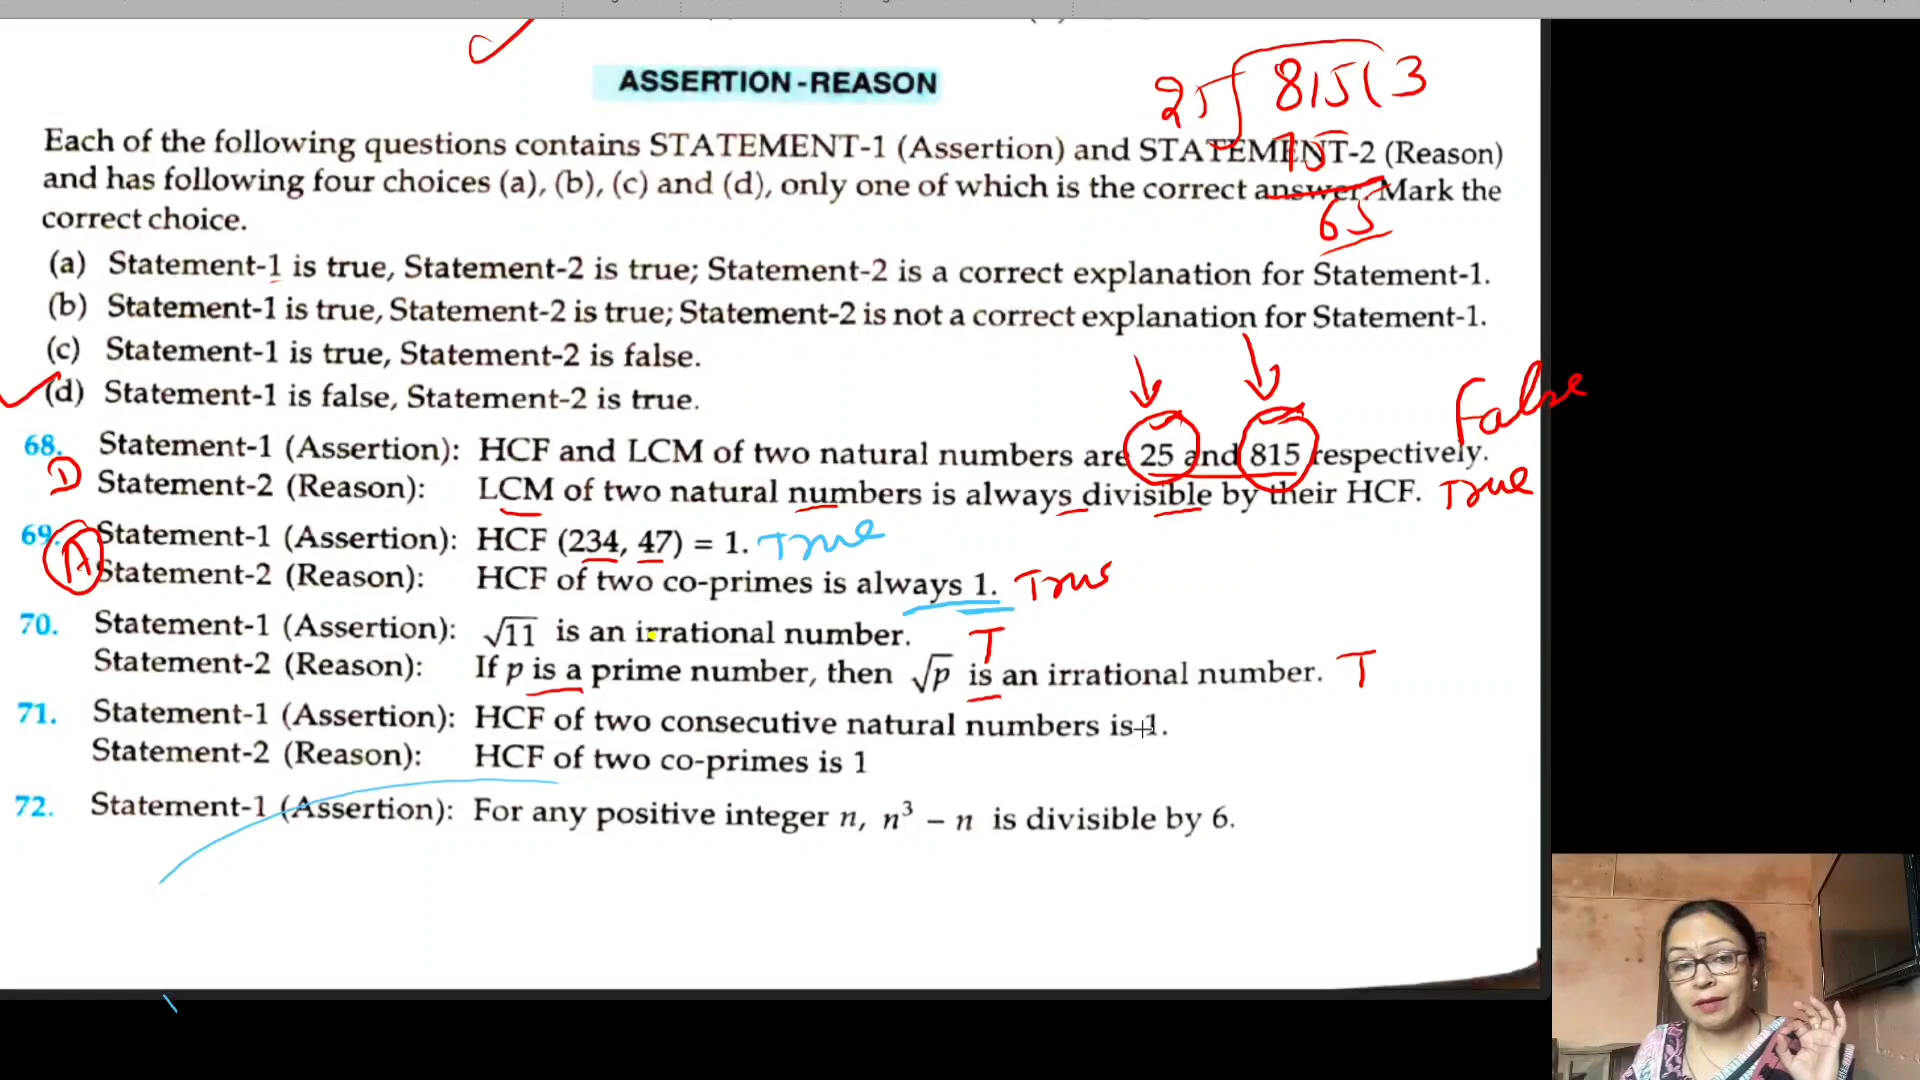 ASSERTION-REASON
25 815 ( 3
75
65
Each of the following questions contains STATEMENT-1 (Assertion) and STATEMENT-2 (Reason)
and has following four choices (a), (b), (c) and (d), only one of which is the correct answer. Mark the
correct choice.
(a) Statement-1 is true, Statement-2 is true; Statement-2 is a correct explanation for Statement-1.
(b) Statement-1 is true, Statement-2 is true; Statement-2 is not a correct explanation for Statement-1.
(c) Statement-1 is true, Statement-2 is false.
(d) Statement-1 is false, Statement-2 is true.
68. Statement-1 (Assertion): HCF and LCM of two natural numbers are 25 and 815 respectively. False
D Statement-2 (Reason): LCM of two natural numbers is always divisible by their HCF. True
69. Statement-1 (Assertion): HCF (234, 47) = 1. True
A Statement-2 (Reason): HCF of two co-primes is always 1. True
70. Statement-1 (Assertion): √11 is an irrational number. T
Statement-2 (Reason): If p is a prime number, then √p is an irrational number. T
71. Statement-1 (Assertion): HCF of two consecutive natural numbers is 1.
Statement-2 (Reason): HCF of two co-primes is 1
72. Statement-1 (Assertion): For any positive integer n, n³ – n is divisible by 6.